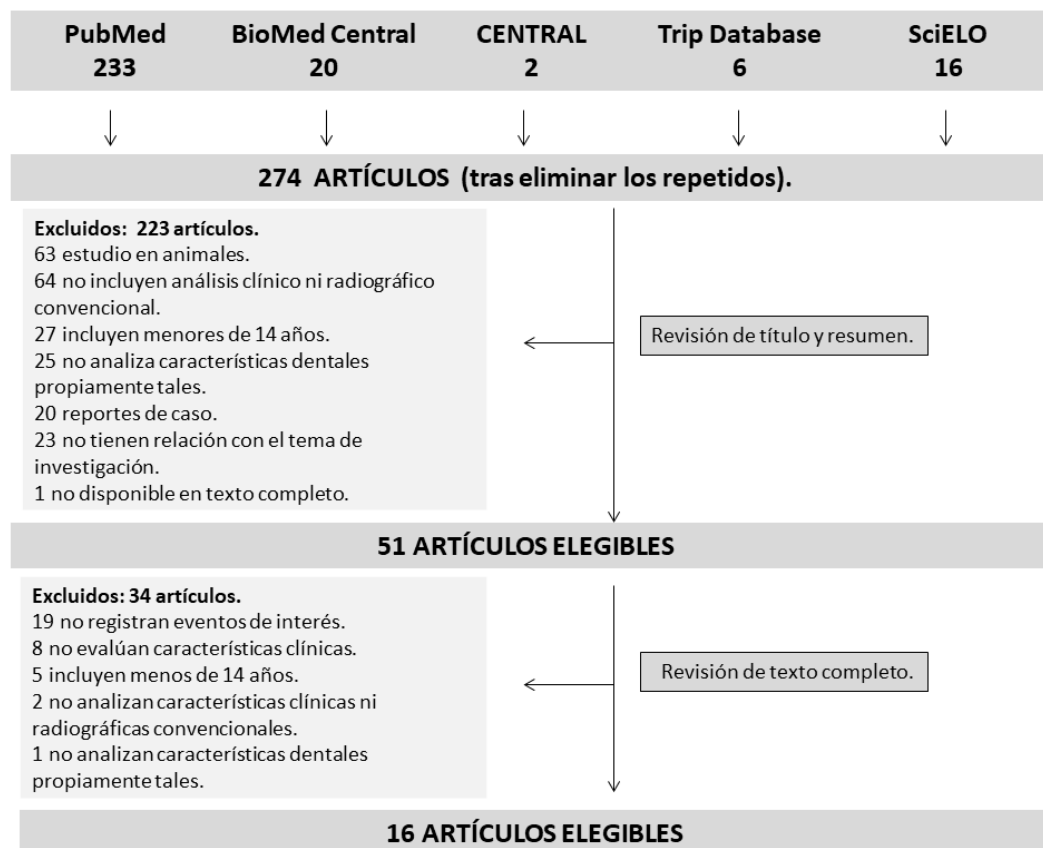 PubMed BioMed Central CENTRAL Trip Database SciELO
233 20 2 6 16
274 ARTÍCULOS (tras eliminar los repetidos).
Excluidos: 223 artículos.
63 estudio en animales.
64 no incluyen análisis clínico ni radiográfico
convencional.
27 incluyen menores de 14 años.
25 no analiza características dentales
propiamente tales.
20 reportes de caso.
23 no tienen relación con el tema de
investigación.
1 no disponible en texto completo.
Revisión de título y resumen.
51 ARTÍCULOS ELEGIBLES
Excluidos: 34 artículos.
19 no registran eventos de interés.
8 no evalúan características clínicas.
5 incluyen menos de 14 años.
2 no analizan características clínicas ni
radiográficas convencionales.
1 no analizan características dentales
propiamente tales.
Revisión de texto completo.
16 ARTÍCULOS ELEGIBLES